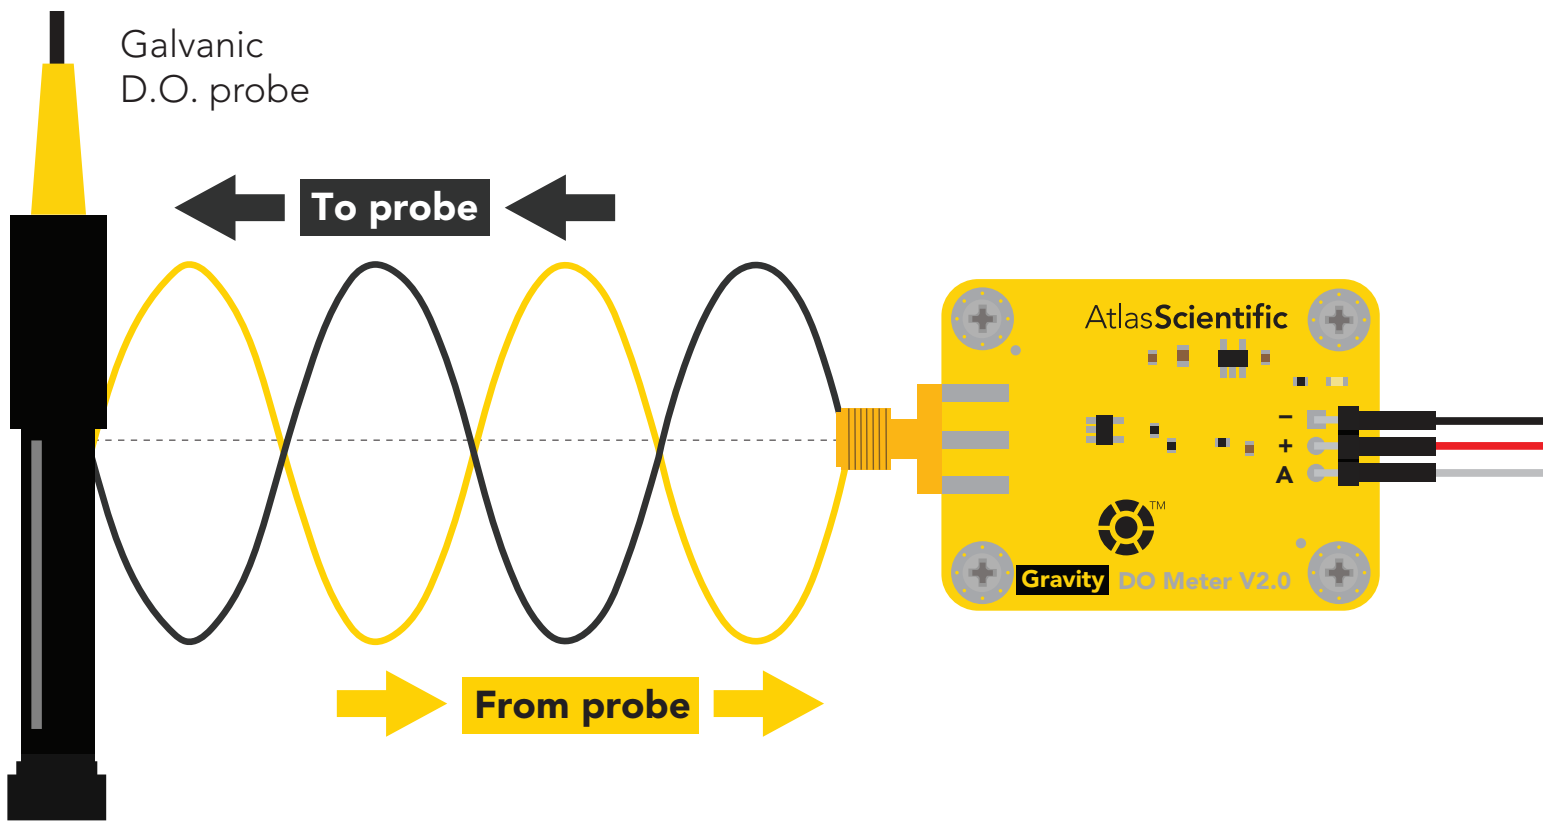 Galvanic
D.O. probe
To probe
AtlasScientific
−
+
A
TM
Gravity DO Meter V2.0
From probe